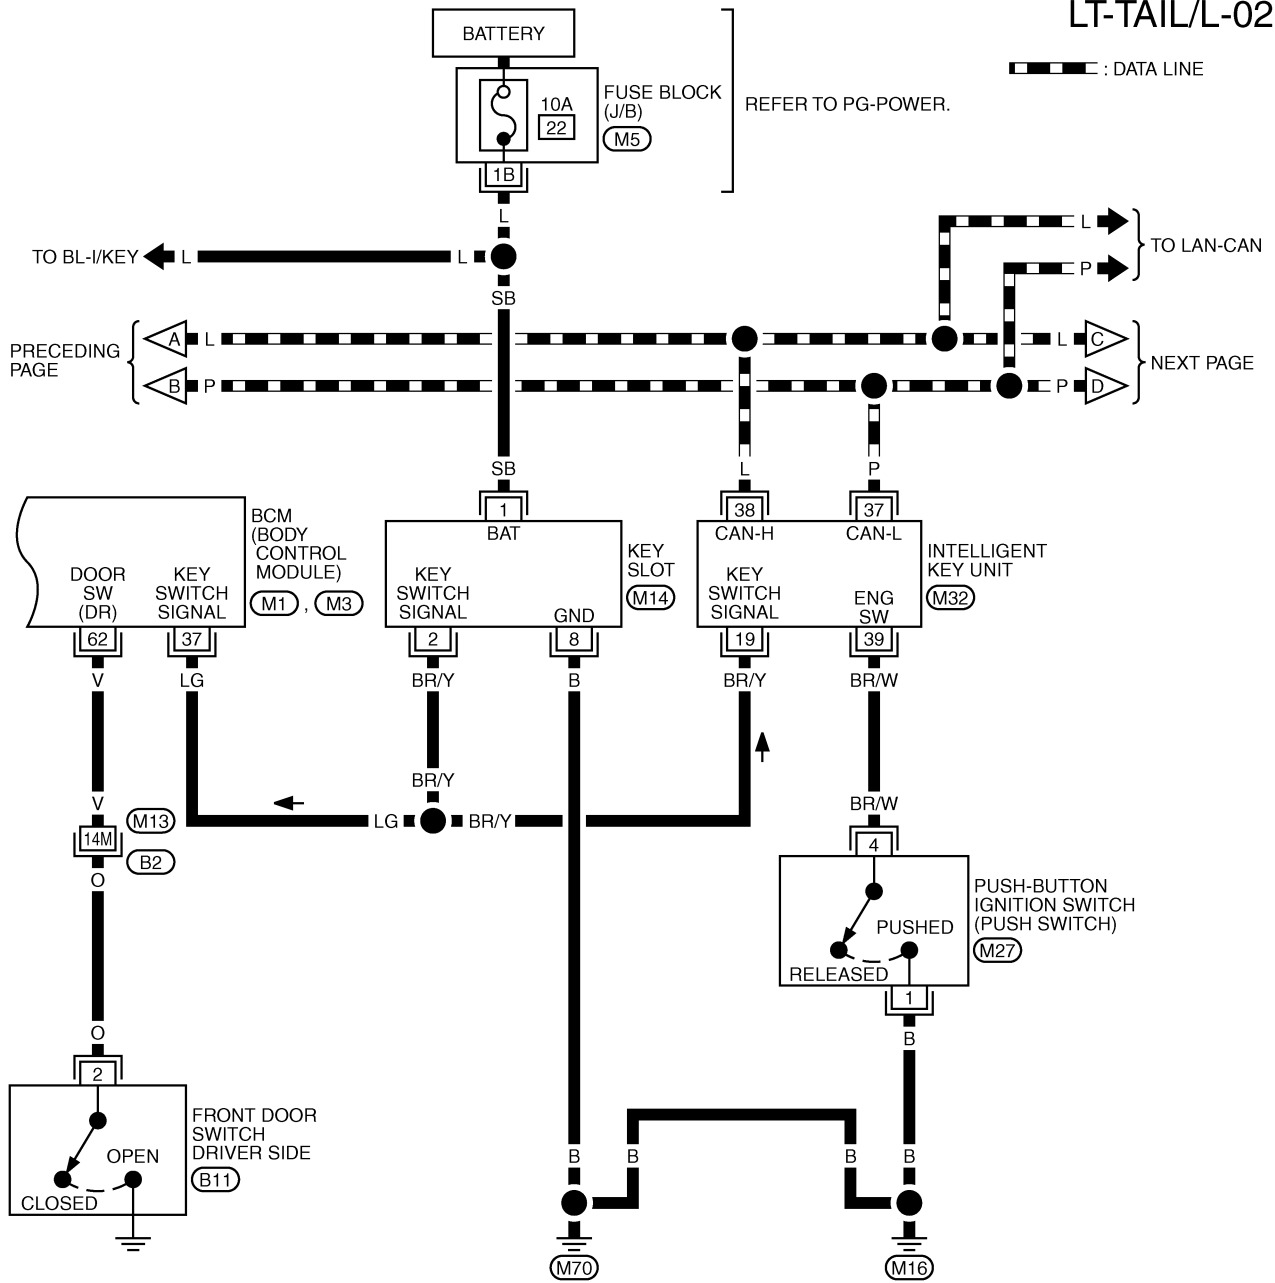 LT-TAIL/L-02
BATTERY
: DATA LINE
10A
22
FUSE BLOCK
(J/B)
M5
REFER TO PG-POWER.
1B
L
TO BL-I/KEY
L
L
L
P
TO LAN-CAN
SB
PRECEDING
PAGE
A
L
L
C
B
P
P
D
NEXT PAGE
SB
L
P
1
38
37
BAT
CAN-H
CAN-L
BCM
(BODY
CONTROL
MODULE)
M1 , M3
DOOR
SW
(DR)
KEY
SWITCH
SIGNAL
KEY
SWITCH
SIGNAL
GND
KEY
SLOT
M14
KEY
SWITCH
SIGNAL
ENG
SW
INTELLIGENT
KEY UNIT
M32
62
37
2
8
19
39
V
LG
BR/Y
B
BR/Y
BR/W
BR/Y
V
BR/W
M13
LG
BR/Y
14M
B2
4
O
PUSHED
RELEASED
PUSH-BUTTON
IGNITION SWITCH
(PUSH SWITCH)
M27
1
O
B
2
OPEN
CLOSED
FRONT DOOR
SWITCH
DRIVER SIDE
B11
B
B
B
B
M70
M16